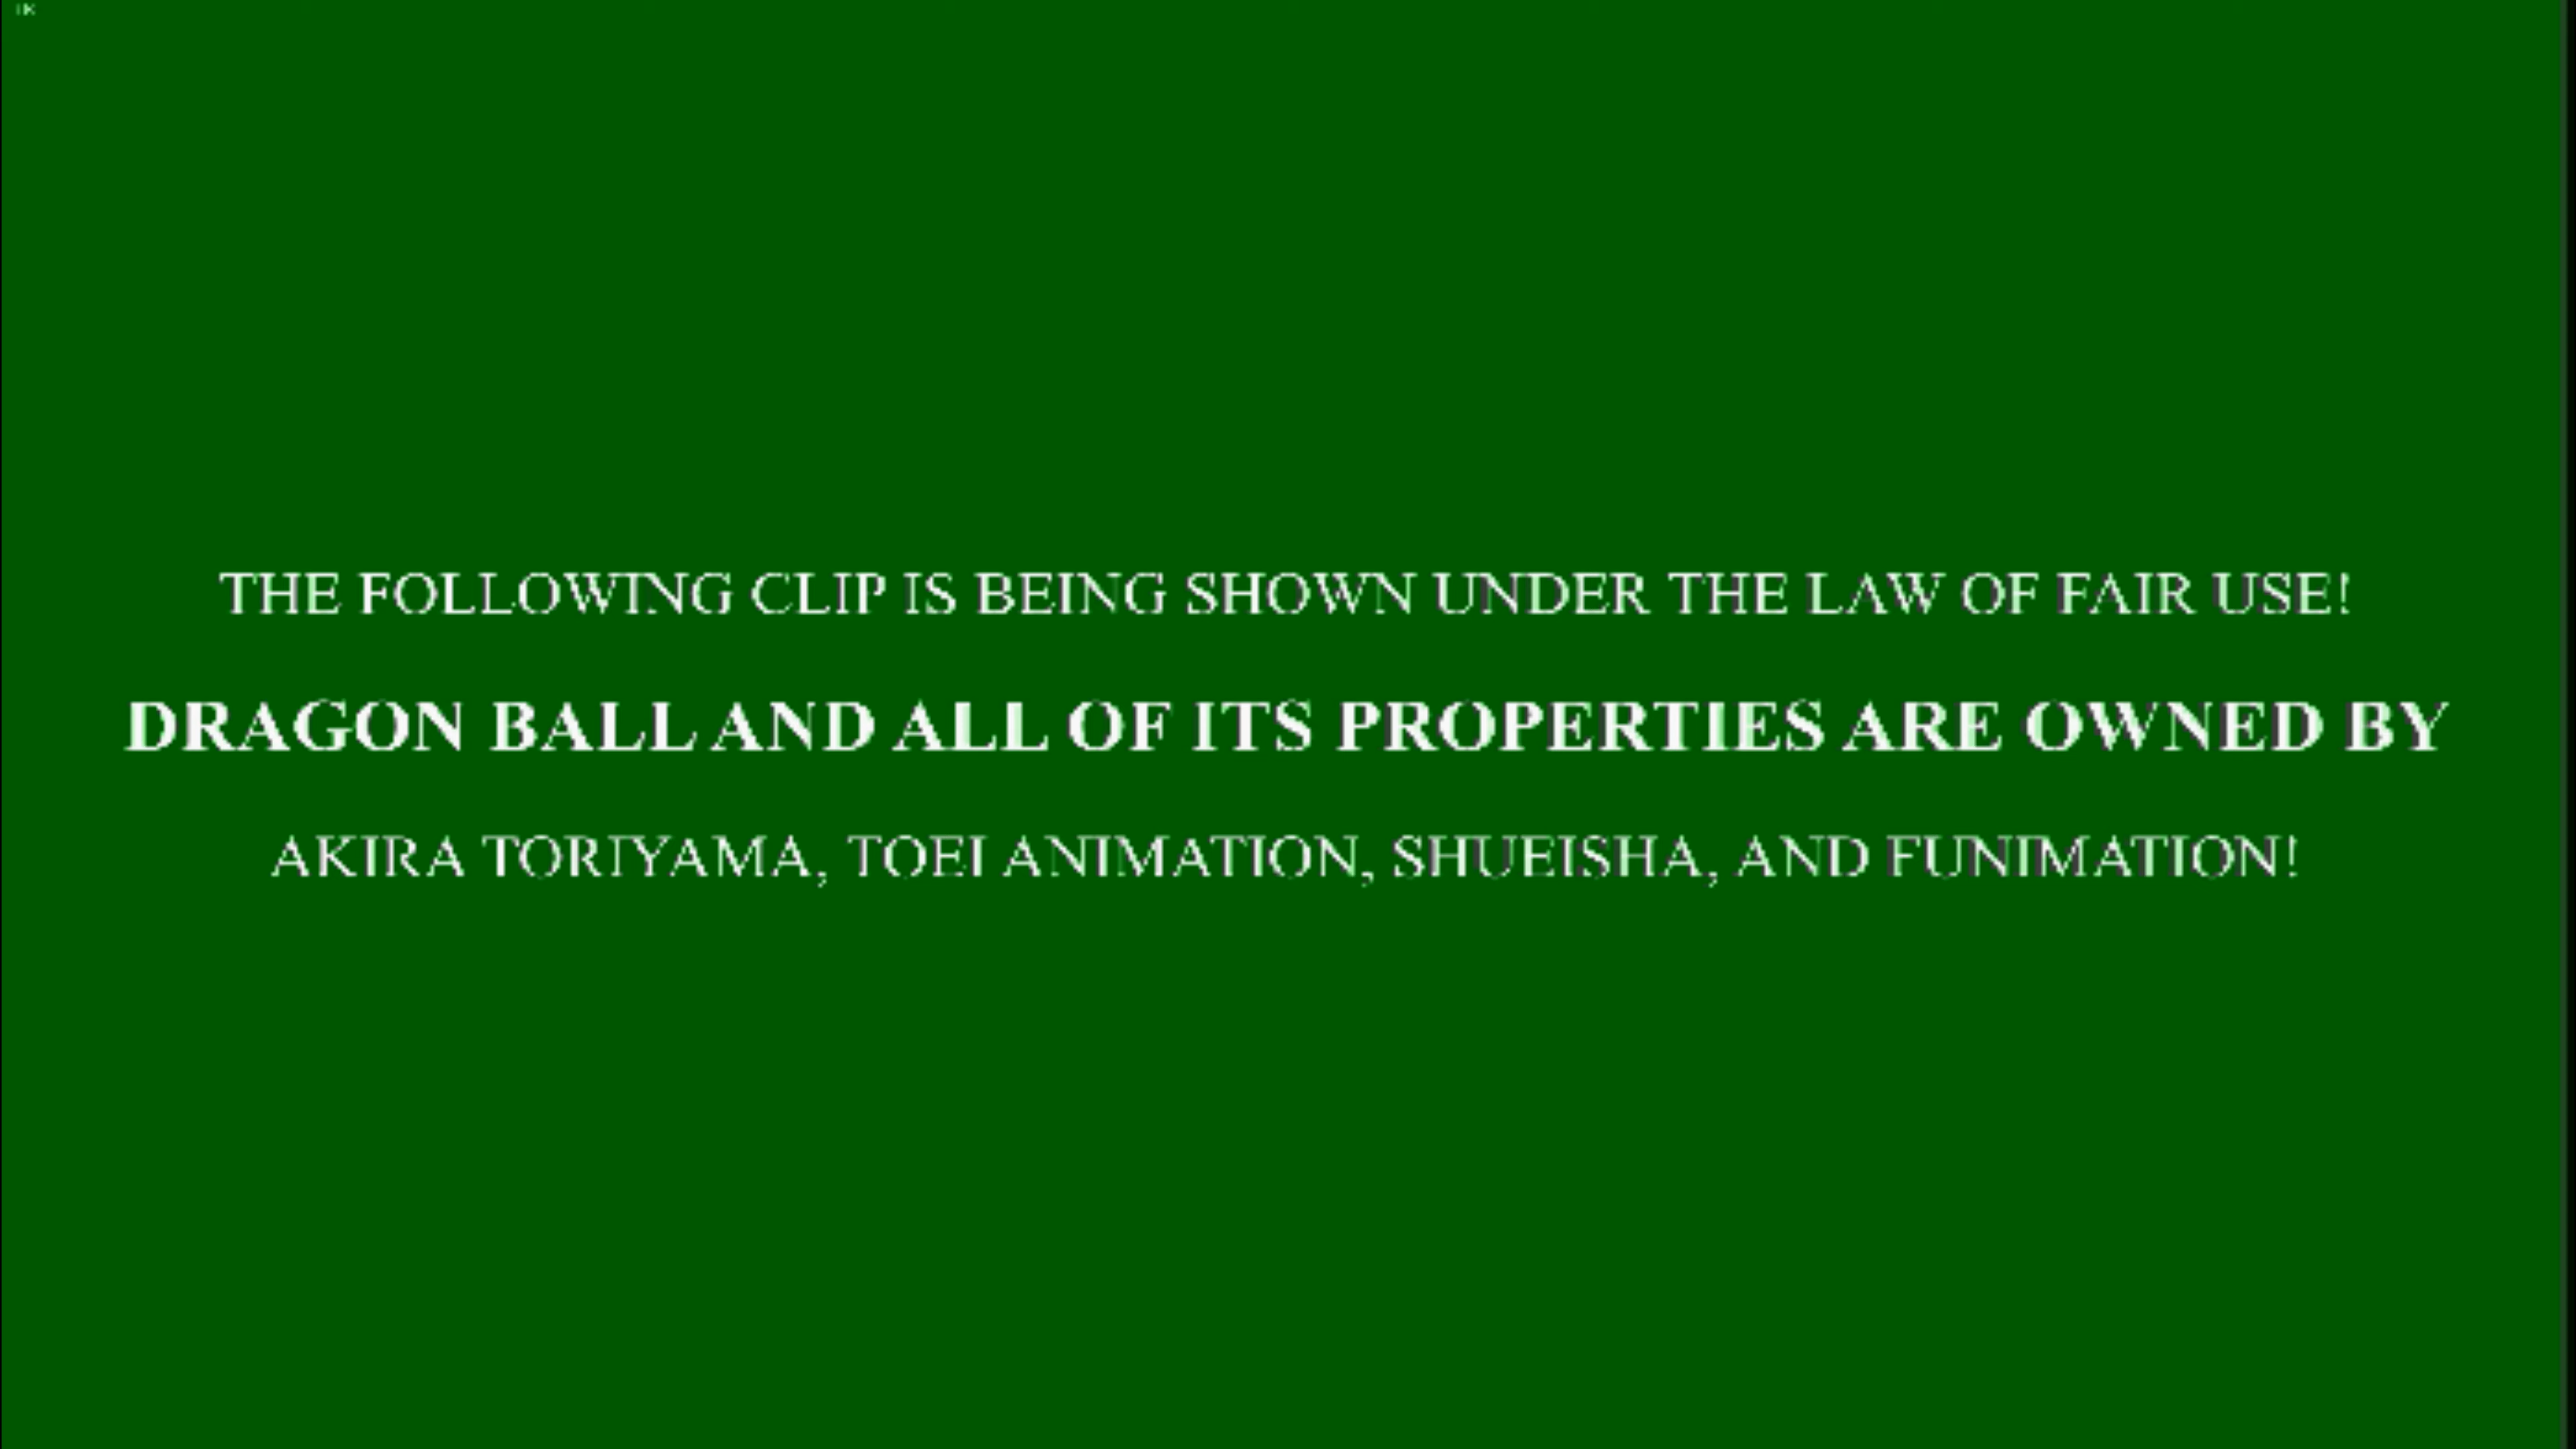 THE FOLLOWING CLIP IS BEING SHOWN UNDER THE LAW OF FAIR USE!
DRAGON BALL AND ALL OF ITS PROPERTIES ARE OWNED BY
AKIRA TORIYAMA, TOEI ANIMATION, SHUEISHA, AND FUNIMATION!